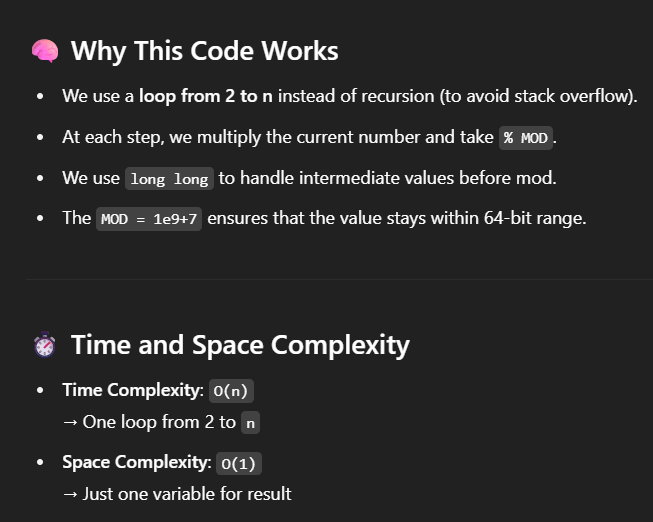 🧠 Why This Code Works
• We use a loop from 2 to n instead of recursion (to avoid stack overflow).
• At each step, we multiply the current number and take % MOD.
• We use long long to handle intermediate values before mod.
• The MOD = 1e9+7 ensures that the value stays within 64-bit range.
⏱️ Time and Space Complexity
• Time Complexity: O(n)
→ One loop from 2 to n
• Space Complexity: O(1)
→ Just one variable for result